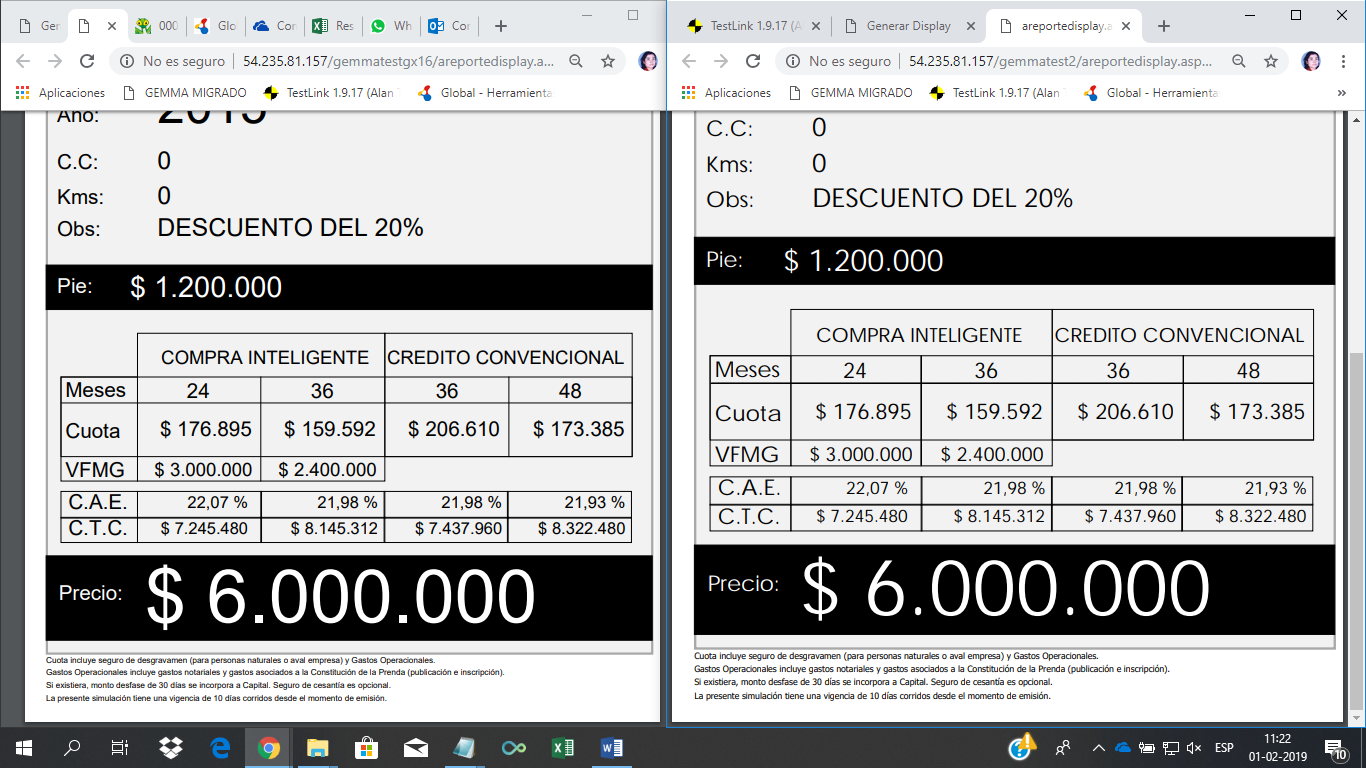 Ger
000
Glo
Cor
Res
Wh
Cor
No es seguro | 54.235.81.157/gemmatestgx16/areportedisplay.a...
Aplicaciones GEMMA MIGRADO TestLink 1.9.17 (Alan Global - Herramienta
Año: 2015
C.C: 0
Kms: 0
Obs: DESCUENTO DEL 20%
Pie: $ 1.200.000
COMPRA INTELIGENTE CREDITO CONVENCIONAL
Meses 24 36 36 48
Cuota $ 176.895 $ 159.592 $ 206.610 $ 173.385
VFMG $ 3.000.000 $ 2.400.000
C.A.E. 22,07 % 21,98 % 21,98 % 21,93 %
C.T.C. $ 7.245.480 $ 8.145.312 $ 7.437.960 $ 8.322.480
Precio: $ 6.000.000
Cuota incluye seguro de desgravamen (para personas naturales o aval empresa) y Gastos Operacionales.
Gastos Operacionales incluye gastos notariales y gastos asociados a la Constitución de la Prenda (publicación e inscripción).
Si existiera, monto desfase de 30 días se incorpora a Capital. Seguro de cesantía es opcional.
La presente simulación tiene una vigencia de 10 días corridos desde el momento de emisión.
TestLink 1.9.17 (A
Generar Display
areportedisplay.a
No es seguro | 54.235.81.157/gemmatest2/areportedisplay.asp...
Aplicaciones GEMMA MIGRADO TestLink 1.9.17 (Alan Global - Herramienta »
C.C: 0
Kms: 0
Obs: DESCUENTO DEL 20%
Pie: $ 1.200.000
COMPRA INTELIGENTE CREDITO CONVENCIONAL
Meses 24 36 36 48
Cuota $ 176.895 $ 159.592 $ 206.610 $ 173.385
VFMG $ 3.000.000 $ 2.400.000
C.A.E. 22,07 % 21,98 % 21,98 % 21,93 %
C.T.C. $ 7.245.480 $ 8.145.312 $ 7.437.960 $ 8.322.480
Precio: $ 6.000.000
Cuota incluye seguro de desgravamen (para personas naturales o aval empresa) y Gastos Operacionales.
Gastos Operacionales incluye gastos notariales y gastos asociados a la Constitución de la Prenda (publicación e inscripción).
Si existiera, monto desfase de 30 días se incorpora a Capital. Seguro de cesantía es opcional.
La presente simulación tiene una vigencia de 10 días corridos desde el momento de emisión.
ESP
11:22
01-02-2019
10